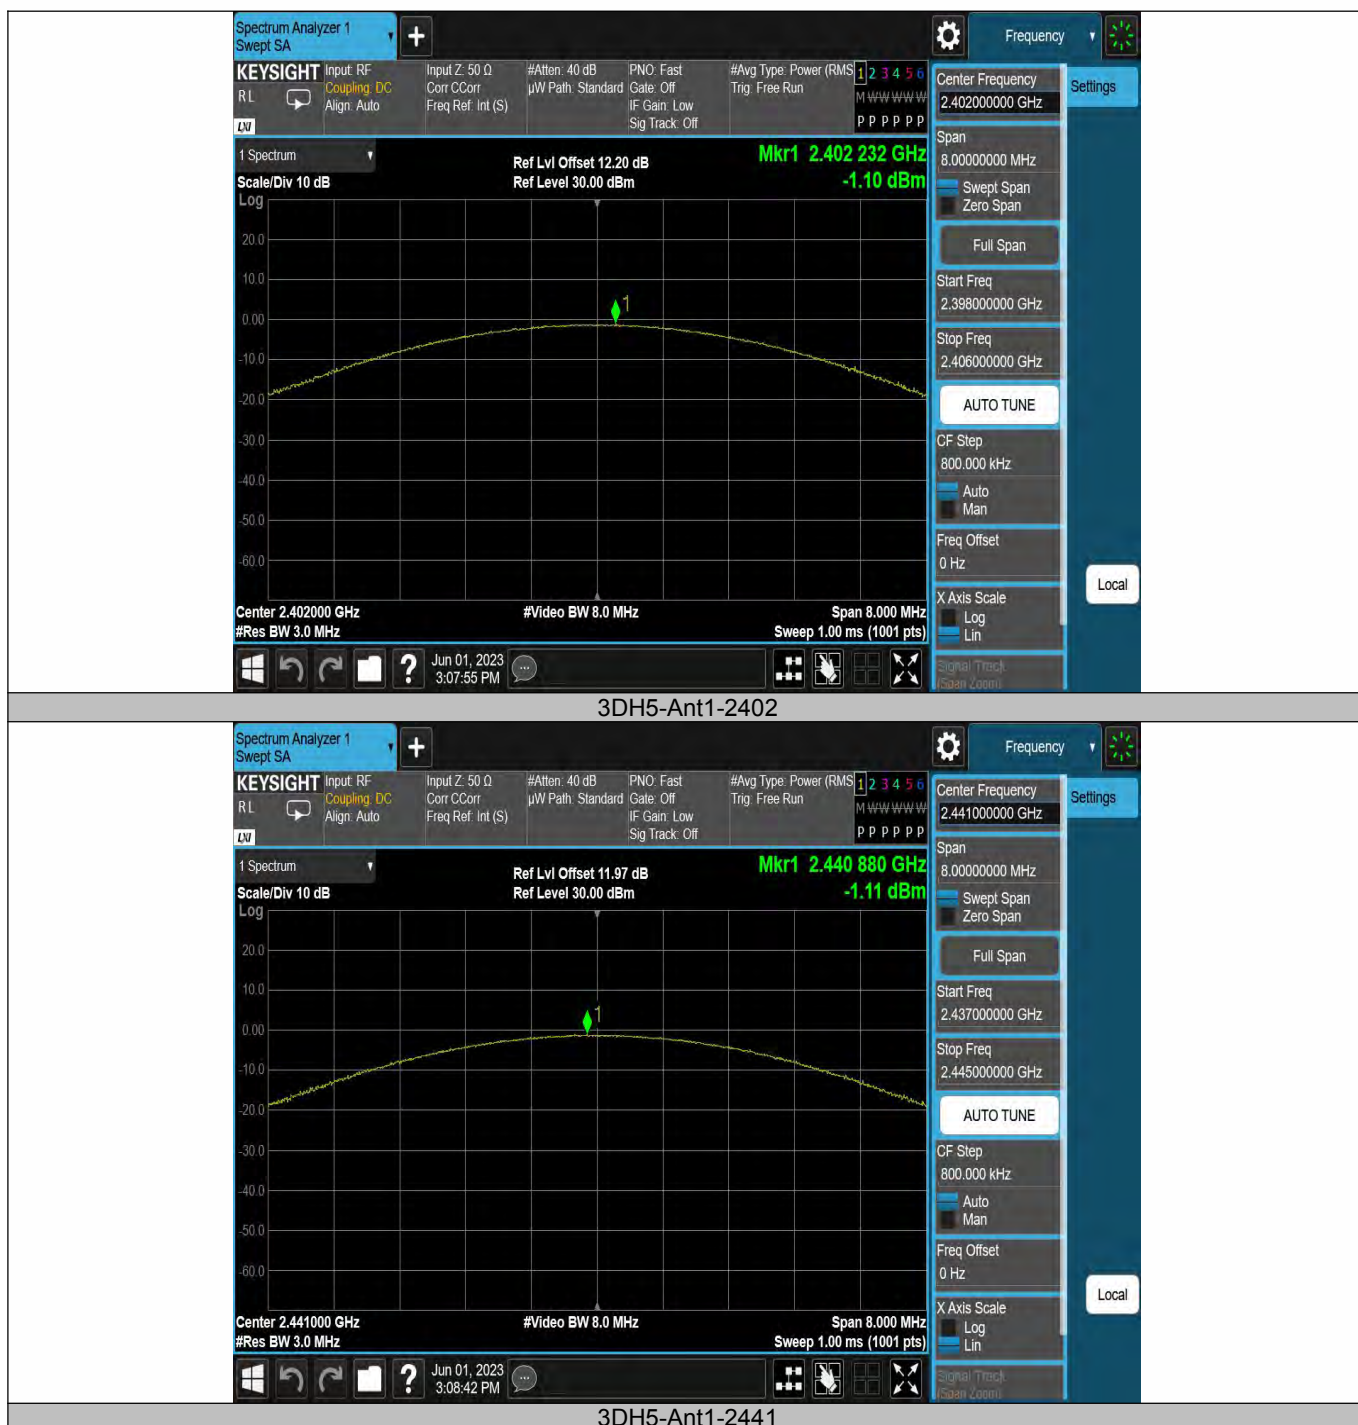 Spectrum Analyzer 1
Swept SA
+
Frequency
KEYSIGHT
RL
LXI
Input: RF
Coupling: DC
Align: Auto
Input Z: 50 Ω
Corr CCorr
Freq Ref: Int (S)
#Atten: 40 dB
µW Path: Standard
PNO: Fast
Gate: Off
IF Gain: Low
Sig Track: Off
#Avg Type: Power (RMS
Trig: Free Run
1 2 3 4 5 6
M W W W W W
P P P P P P
Center Frequency
2.402000000 GHz
Settings
Span
8.00000000 MHz
Swept Span
Zero Span
Full Span
Start Freq
2.398000000 GHz
Stop Freq
2.406000000 GHz
AUTO TUNE
CF Step
800.000 kHz
Auto
Man
Freq Offset
0 Hz
X Axis Scale
Log
Lin
Signal Track
(Span Zoom)
Local
1 Spectrum
Scale/Div 10 dB
Log
Ref Lvl Offset 12.20 dB
Ref Level 30.00 dBm
Mkr1 2.402 232 GHz
-1.10 dBm
20.0
10.0
1
0.00
-10.0
-20.0
-30.0
-40.0
-50.0
-60.0
Center 2.402000 GHz
#Res BW 3.0 MHz
#Video BW 8.0 MHz
Span 8.000 MHz
Sweep 1.00 ms (1001 pts)
?
Jun 01, 2023
3:07:55 PM
3DH5-Ant1-2402
Spectrum Analyzer 1
Swept SA
+
Frequency
KEYSIGHT
RL
LXI
Input: RF
Coupling: DC
Align: Auto
Input Z: 50 Ω
Corr CCorr
Freq Ref: Int (S)
#Atten: 40 dB
µW Path: Standard
PNO: Fast
Gate: Off
IF Gain: Low
Sig Track: Off
#Avg Type: Power (RMS
Trig: Free Run
1 2 3 4 5 6
M W W W W W
P P P P P P
Center Frequency
2.441000000 GHz
Settings
Span
8.00000000 MHz
Swept Span
Zero Span
Full Span
Start Freq
2.437000000 GHz
Stop Freq
2.445000000 GHz
AUTO TUNE
CF Step
800.000 kHz
Auto
Man
Freq Offset
0 Hz
X Axis Scale
Log
Lin
Signal Track
(Span Zoom)
Local
1 Spectrum
Scale/Div 10 dB
Log
Ref Lvl Offset 11.97 dB
Ref Level 30.00 dBm
Mkr1 2.440 880 GHz
-1.11 dBm
20.0
10.0
1
0.00
-10.0
-20.0
-30.0
-40.0
-50.0
-60.0
Center 2.441000 GHz
#Res BW 3.0 MHz
#Video BW 8.0 MHz
Span 8.000 MHz
Sweep 1.00 ms (1001 pts)
?
Jun 01, 2023
3:08:42 PM
3DH5-Ant1-2441